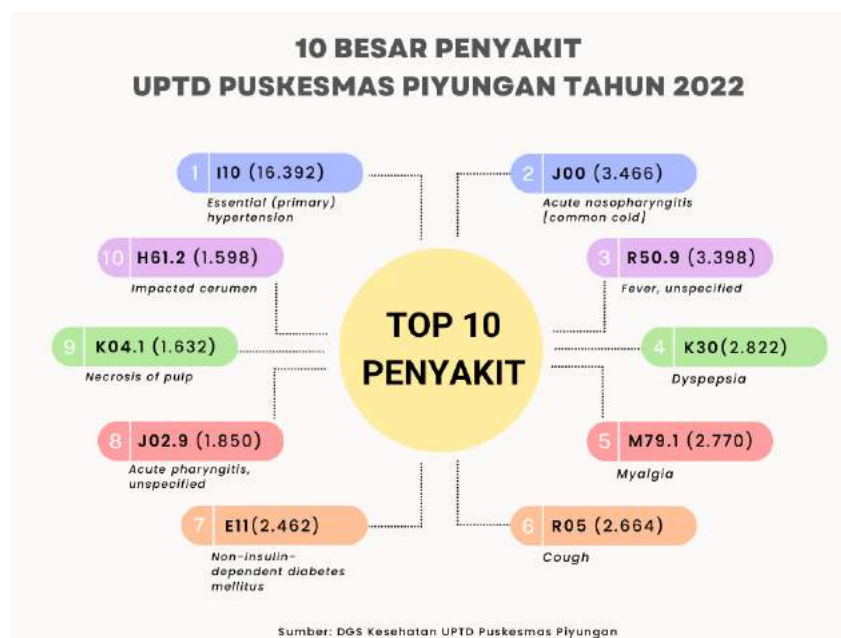 10 BESAR PENYAKIT
UPTD PUSKESMAS PIYUNGAN TAHUN 2022
1 I10 (16.392)
Essential (primary)
hypertension
2 J00 (3.466)
Acute nasopharyngitis
[common cold]
10 H61.2 (1.598)
Impacted cerumen
3 R50.9 (3.398)
Fever, unspecified
TOP 10
PENYAKIT
9 K04.1 (1.632)
Necrosis of pulp
4 K30(2.822)
Dyspepsia
8 J02.9 (1.850)
Acute pharyngitis,
unspecified
5 M79.1 (2.770)
Myalgia
7 E11(2.462)
Non-insulin-
dependent diabetes
mellitus
6 R05 (2.664)
Cough
Sumber: DGS Kesehatan UPTD Puskesmas Piyungan